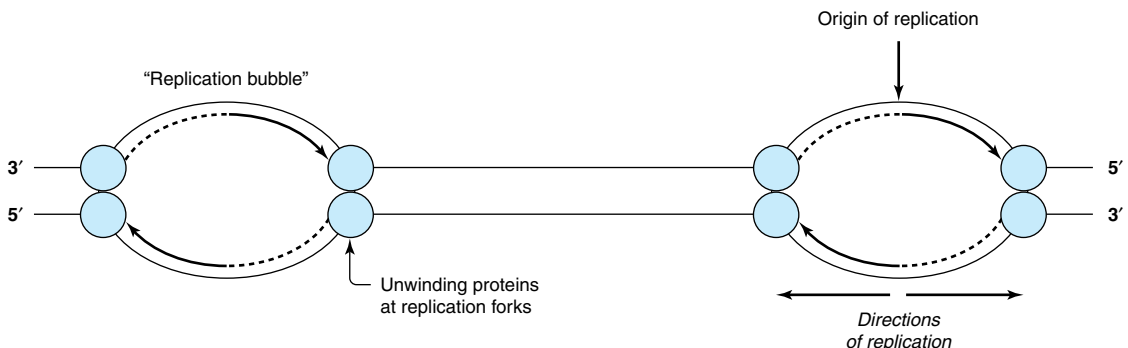 Origin of replication
“Replication bubble”
3′
5′
5′
3′
Unwinding proteins
at replication forks
Directions
of replication